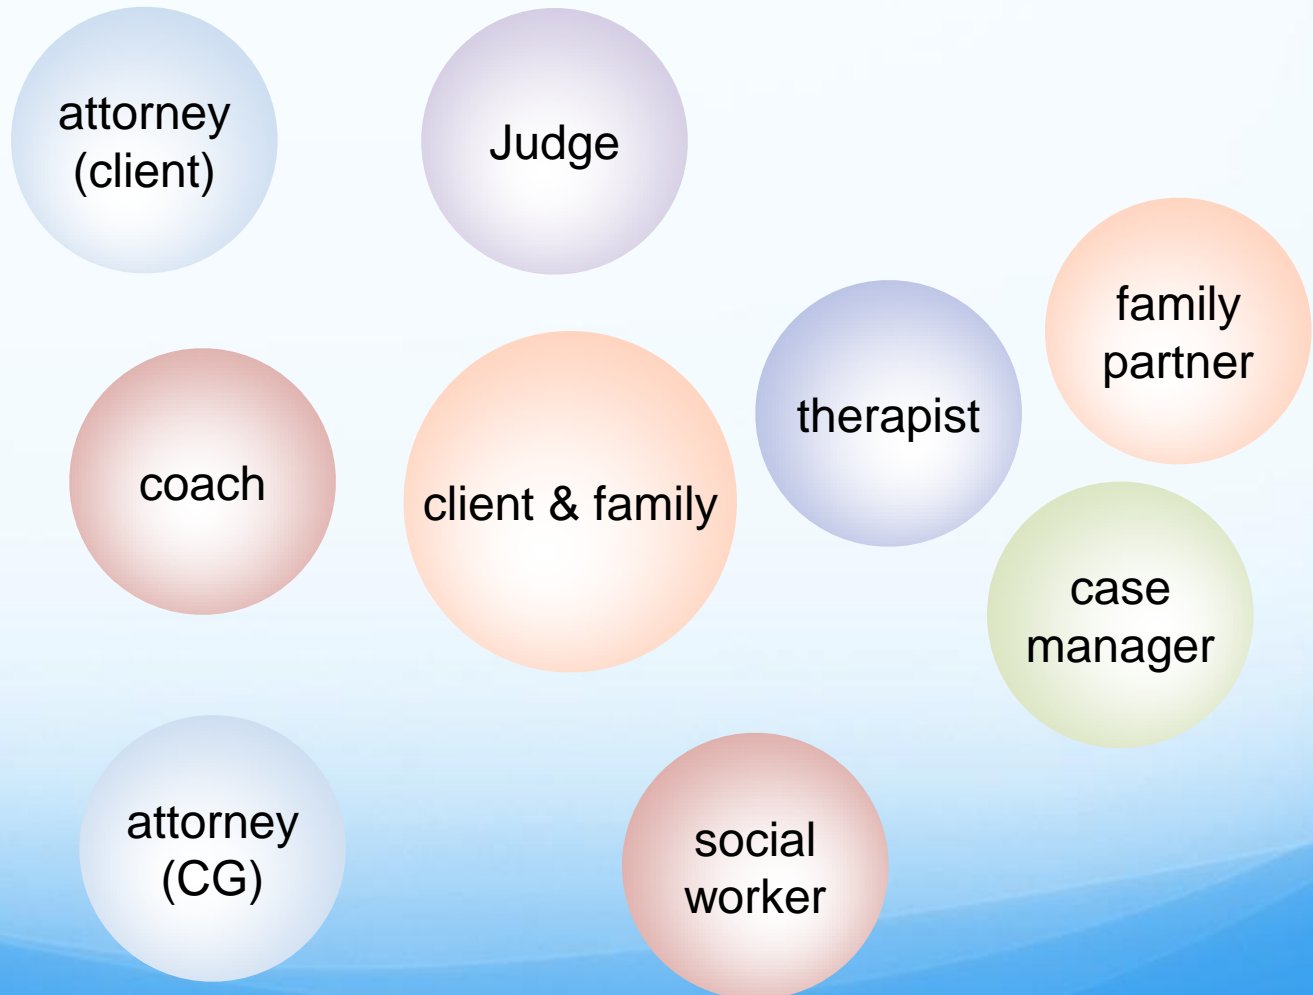 attorney
(client)
Judge
family
partner
therapist
coach
client & family
case
manager
attorney
(CG)
social
worker